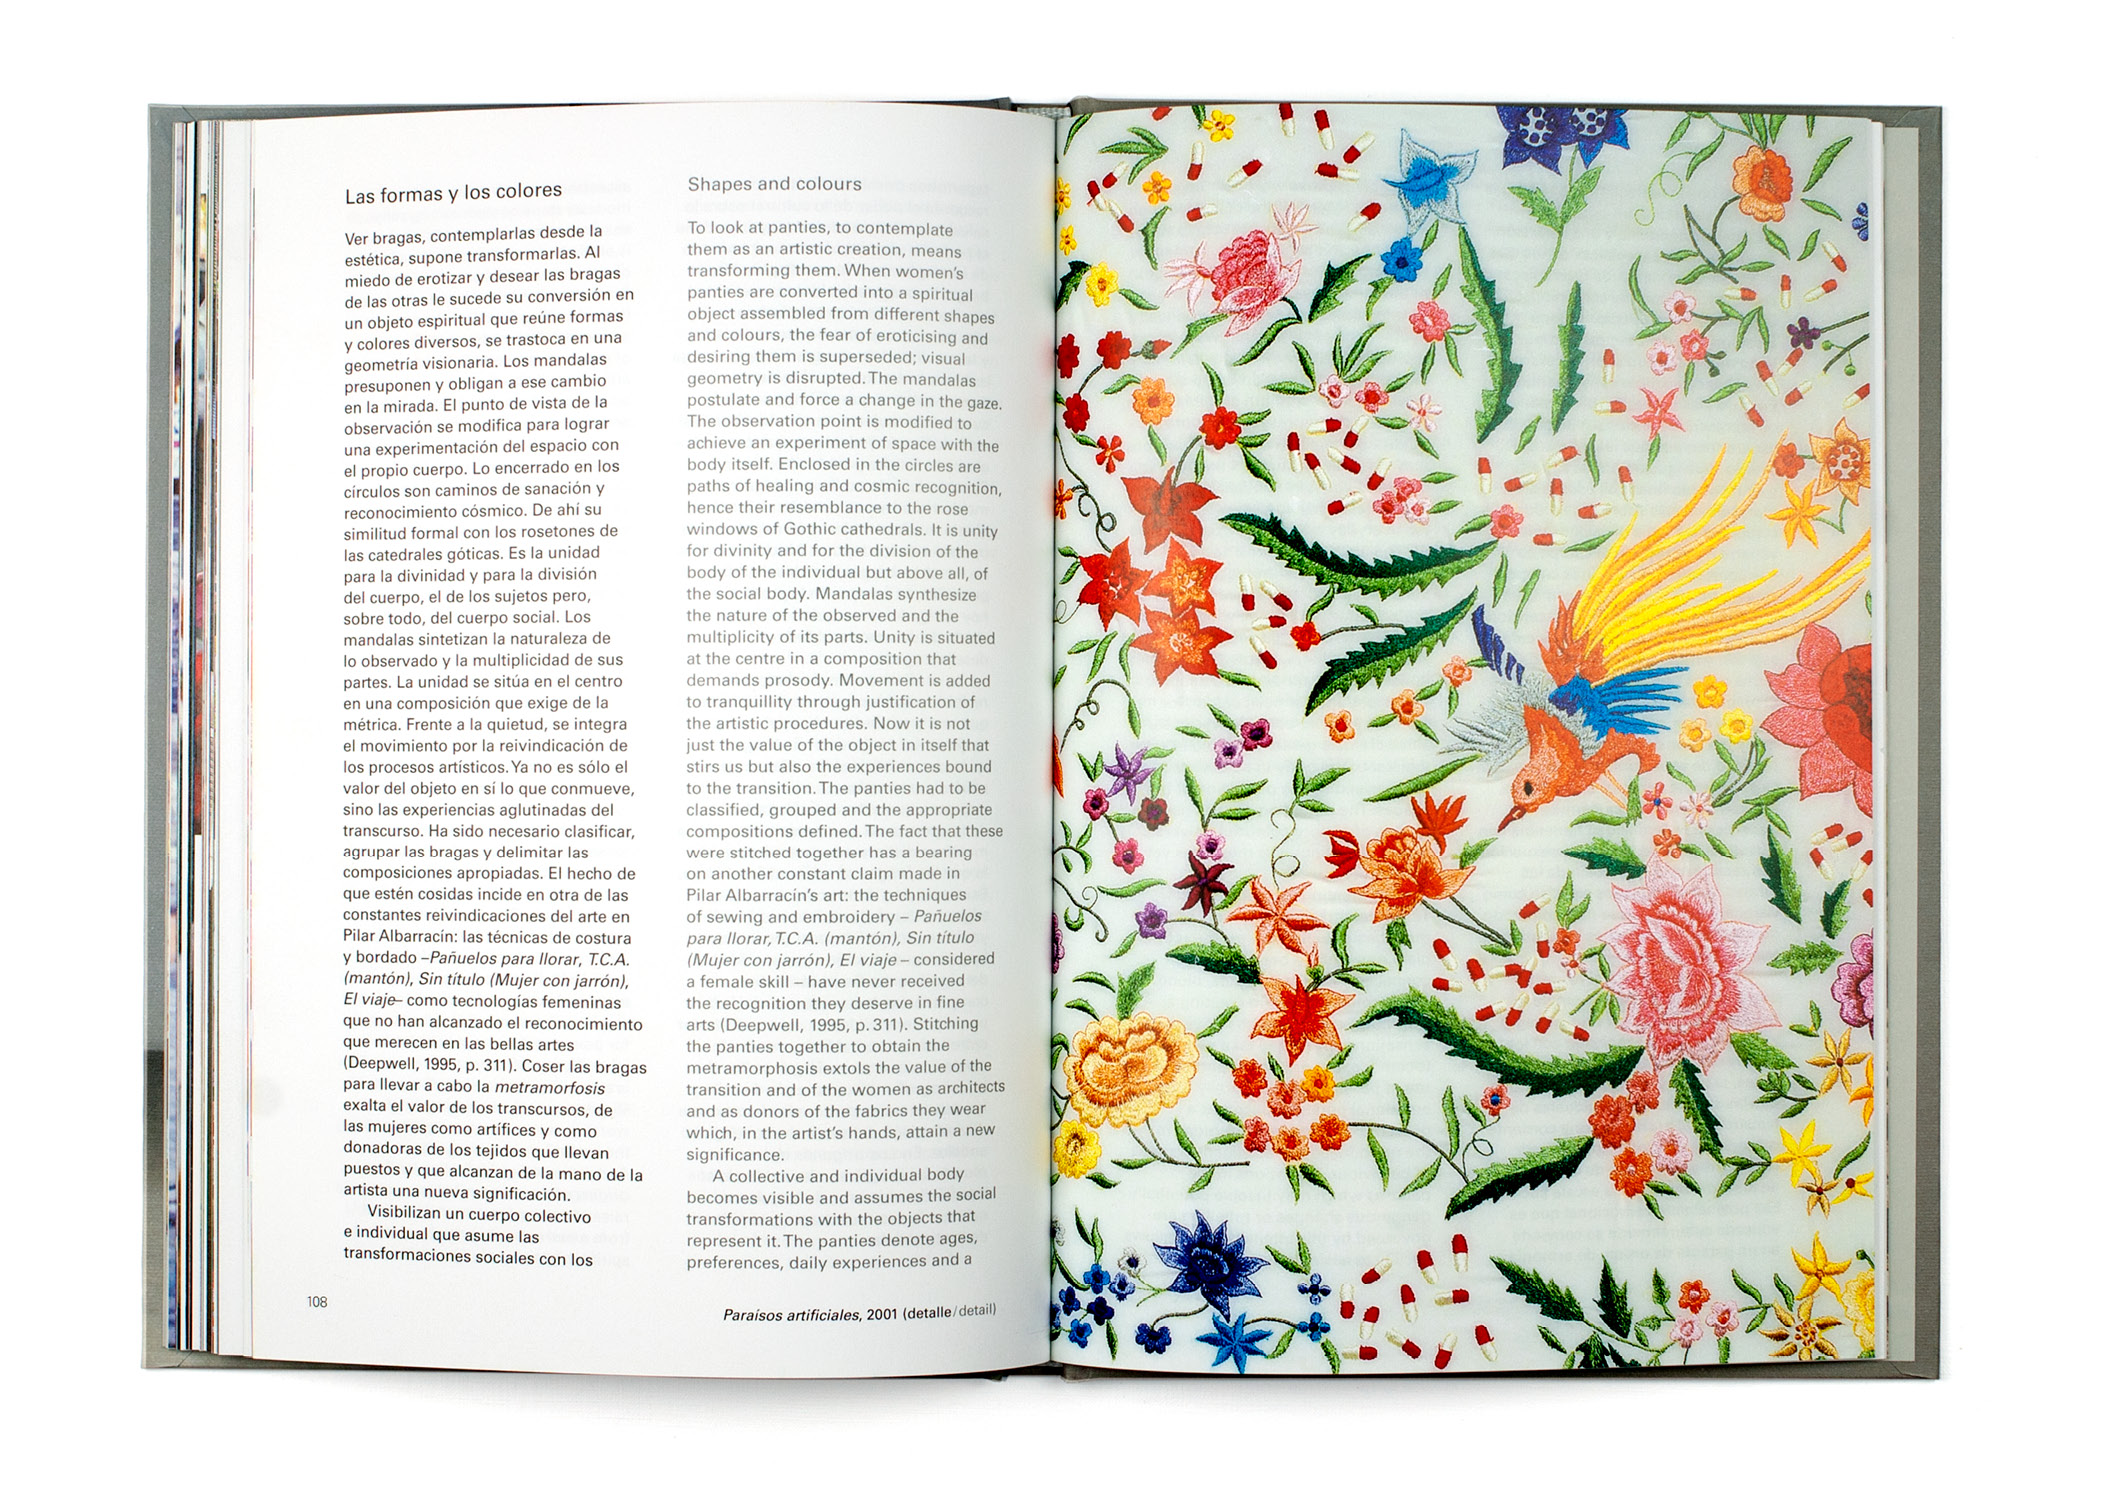 Las formas y los colores
Ver bragas, contemplarlas desde la
estética, supone transformarlas. Al
miedo de erotizar y desear las bragas
de las otras le sucede su conversión en
un objeto espiritual que reúne formas
y colores diversos, se trastoca en una
geometría visionaria. Los mandalas
presuponen y obligan a ese cambio
en la mirada. El punto de vista de la
observación se modifica para lograr
una experimentación del espacio con
el propio cuerpo. Lo encerrado en los
círculos son caminos de sanación y
reconocimiento cósmico. De ahí su
similitud formal con los rosetones de
las catedrales góticas. Es la unidad
para la divinidad y para la división
del cuerpo, el de los sujetos pero,
sobre todo, del cuerpo social. Los
mandalas sintetizan la naturaleza de
lo observado y la multiplicidad de sus
partes. La unidad se sitúa en el centro
en una composición que exige de la
métrica. Frente a la quietud, se integra
el movimiento por la reivindicación de
los procesos artísticos. Ya no es sólo el
valor del objeto en sí lo que conmueve,
sino las experiencias aglutinadas del
transcurso. Ha sido necesario clasificar,
agrupar las bragas y delimitar las
composiciones apropiadas. El hecho de
que estén cosidas incide en otra de las
constantes reivindicaciones del arte en
Pilar Albarracín: las técnicas de costura
y bordado –Pañuelos para llorar, T.C.A.
(mantón), Sin título (Mujer con jarrón),
El viaje– como tecnologías femeninas
que no han alcanzado el reconocimiento
que merecen en las bellas artes
(Deepwell, 1995, p. 311). Coser las bragas
para llevar a cabo la metramorfosis
exalta el valor de los transcursos, de
las mujeres como artífices y como
donadoras de los tejidos que llevan
puestos y que alcanzan de la mano de la
artista una nueva significación.
Visibilizan un cuerpo colectivo
e individual que asume las
transformaciones sociales con los
108
Shapes and colours
To look at panties, to contemplate
them as an artistic creation, means
transforming them. When women's
panties are converted into a spiritual
object assembled from different shapes
and colours, the fear of eroticising and
desiring them is superseded; visual
geometry is disrupted. The mandalas
postulate and force a change in the gaze.
The observation point is modified to
achieve an experiment of space with the
body itself. Enclosed in the circles are
paths of healing and cosmic recognition,
hence their resemblance to the rose
windows of Gothic cathedrals. It is unity
for divinity and for the division of the
body of the individual but above all, of
the social body. Mandalas synthesize
the nature of the observed and the
multiplicity of its parts. Unity is situated
at the centre in a composition that
demands prosody. Movement is added
to tranquillity through justification of
the artistic procedures. Now it is not
just the value of the object in itself that
stirs us but also the experiences bound
to the transition. The panties had to be
classified, grouped and the appropriate
compositions defined. The fact that these
were stitched together has a bearing
on another constant claim made in
Pilar Albarracín's art: the techniques
of sewing and embroidery – Pañuelos
para llorar, T.C.A. (mantón), Sin título
(Mujer con jarrón), El viaje – considered
a female skill – have never received
the recognition they deserve in fine
arts (Deepwell, 1995, p. 311). Stitching
the panties together to obtain the
metramorphosis extols the value of the
transition and of the women as architects
and as donors of the fabrics they wear
which, in the artist's hands, attain a new
significance.
A collective and individual body
becomes visible and assumes the social
transformations with the objects that
represent it. The panties denote ages,
preferences, daily experiences and a
Paraísos artificiales, 2001 (detalle/detail)